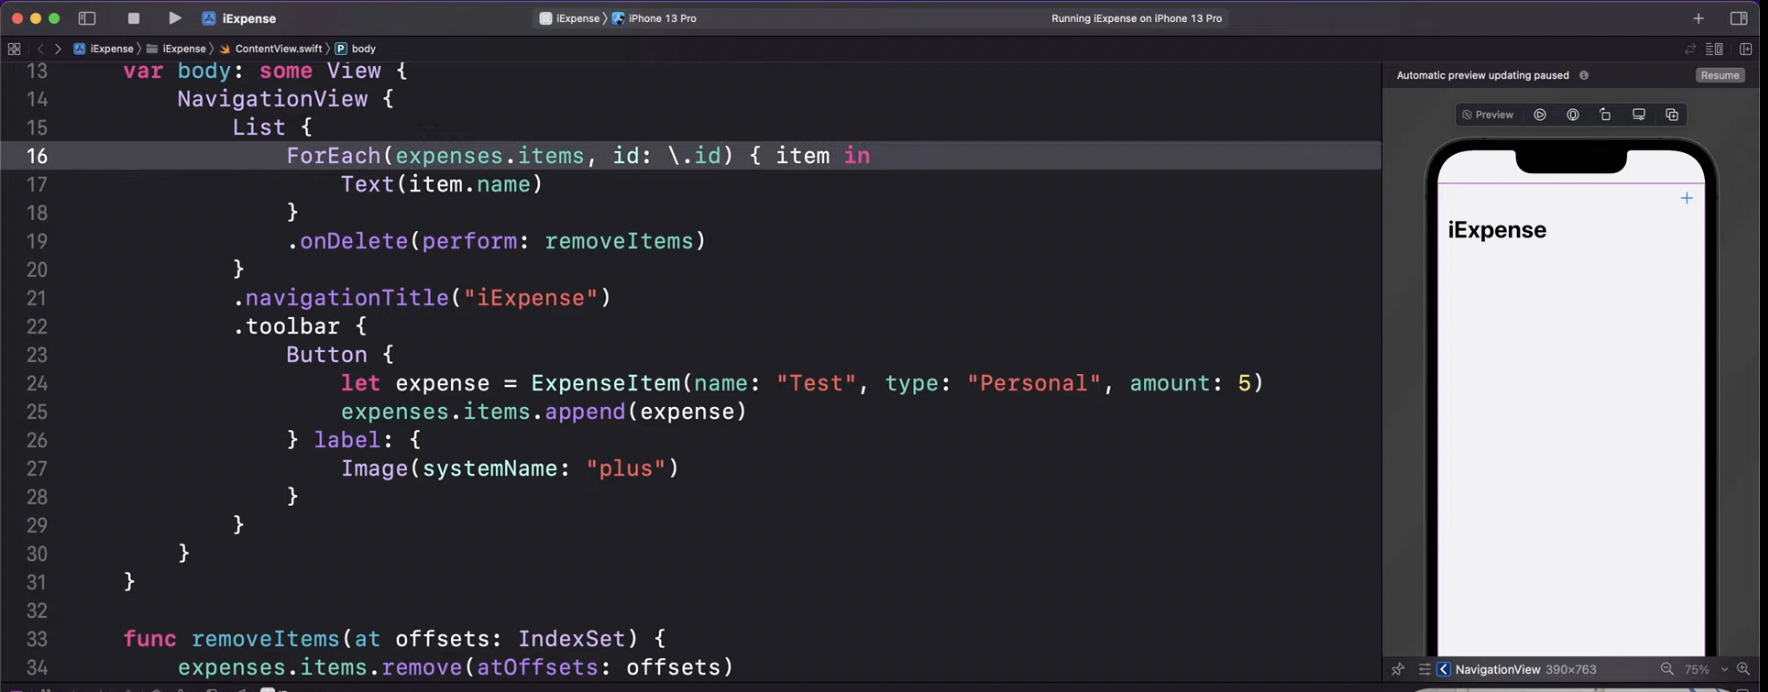 iExpense
iExpense 〉 iPhone 13 Pro
Running iExpense on iPhone 13 Pro
iExpense 〉 iExpense 〉 ContentView.swift 〉 P body
13 var body: some View {
14 NavigationView {
15 List {
16 ForEach(expenses.items, id: \.id) { item in
17 Text(item.name)
18 }
19 .onDelete(perform: removeItems)
20 }
21 .navigationTitle("iExpense")
22 .toolbar {
23 Button {
24 let expense = ExpenseItem(name: "Test", type: "Personal", amount: 5)
25 expenses.items.append(expense)
26 } label: {
27 Image(systemName: "plus")
28 }
29 }
30 }
31 }
32
33 func removeItems(at offsets: IndexSet) {
34 expenses.items.remove(atOffsets: offsets)
Automatic preview updating paused
Resume
Preview
iExpense
NavigationView 390×763
75%